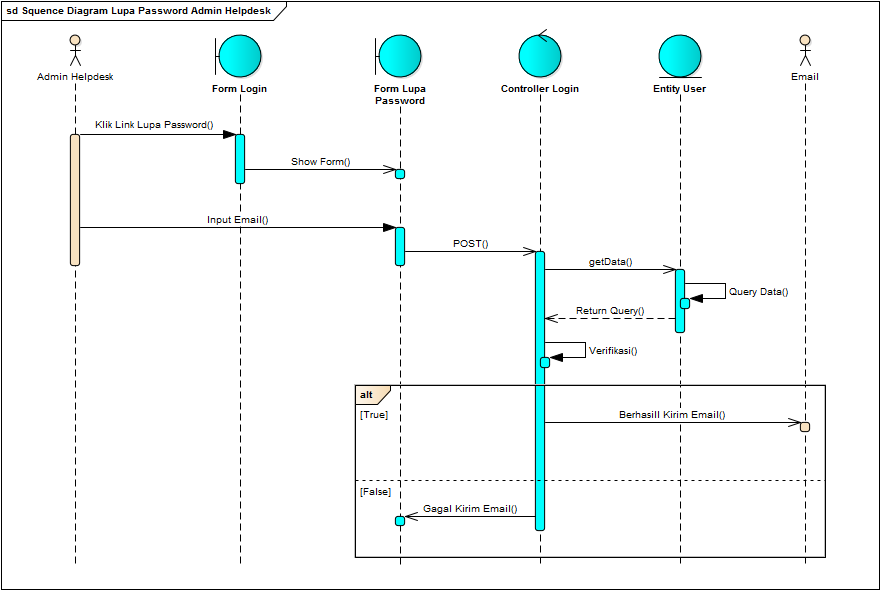 sd Squence Diagram Lupa Password Admin Helpdesk
Admin Helpdesk
Form Login
Form Lupa
Password
Controller Login
Entity User
Email
Klik Link Lupa Password()
Show Form()
Input Email()
POST()
getData()
Query Data()
Return Query()
Verifikasi()
alt
[True]
Berhasill Kirim Email()
[False]
Gagal Kirim Email()